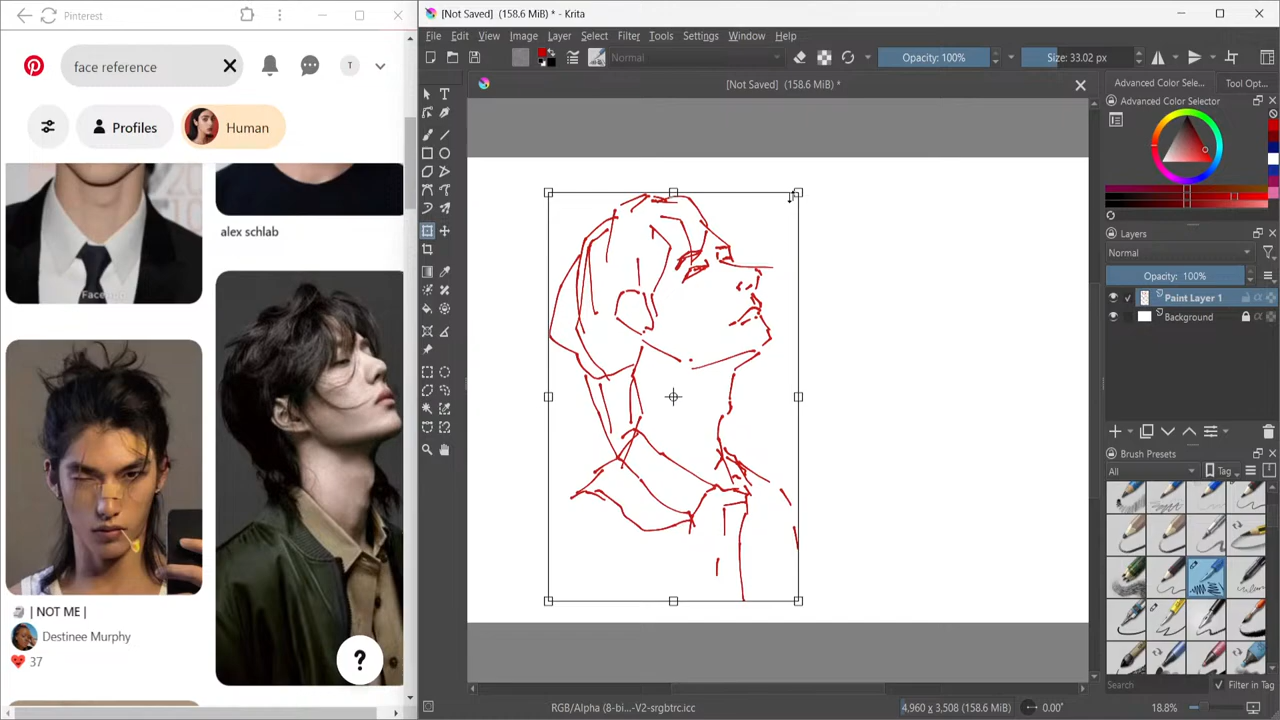 Pinterest
face reference
T
Profiles
Human
alex schlab
| NOT ME |
Destinee Murphy
37
?
[Not Saved] (158.6 MiB) * - Krita
File Edit View Image Layer Select Filter Tools Settings Window Help
Normal
Opacity: 100%
Size: 33.02 px
[Not Saved] (158.6 MiB) *
Advanced Color Selec...
Tool Opt...
Advanced Color Selector
Layers
Normal
Opacity: 100%
Paint Layer 1
Background
Brush Presets
All
Tag
Search
Filter in Tag
RGB/Alpha (8-bi...-V2-srgbtrc.icc
4,960 x 3,508 (158.6 MiB)
0.00°
18.8%